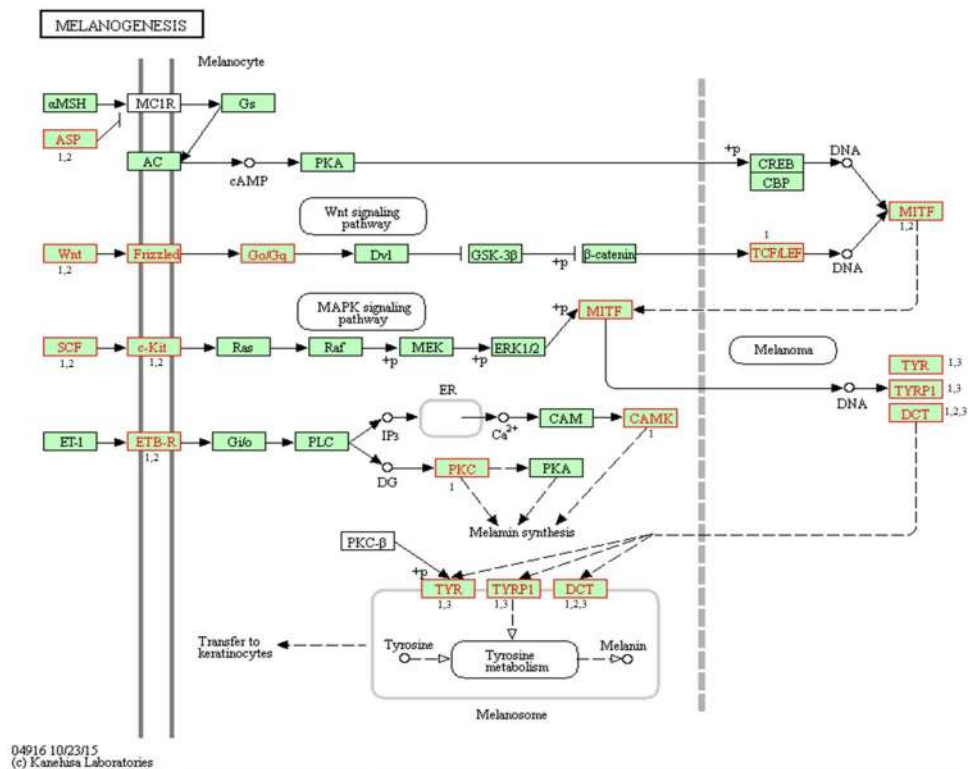 MELANOGENESIS
Melanocyte
αMSH
MC1R
Gs
ASP
1,2
AC
cAMP
PKA
+p
CREB
CBP
DNA
MITF
1,2
Wnt signaling
pathway
Wnt
1,2
Frizzled
Go/Gq
Dvl
GSK-3β
+p
β-catenin
1
TCF/LEF
DNA
MAPK signaling
pathway
+p
MITF
SCF
1,2
c-Kit
1,2
Ras
Raf
+p
MEK
+p
ERK1/2
Melanoma
TYR
1,3
DNA
TYRP1
1,3
DCT
1,2,3
ER
ET-1
ETB-R
1,2
Gi/o
PLC
IP3
Ca2+
CAM
CAMK
1
DG
PKC
1
PKA
Melamin synthesis
PKC-β
+p
TYR
1,3
TYRP1
1,3
DCT
1,2,3
Transfer to
keratinocytes
Tyrosine
Tyrosine
metabolism
Melanin
Melanosome
04916 10/23/15
(c) Kanehisa Laboratories